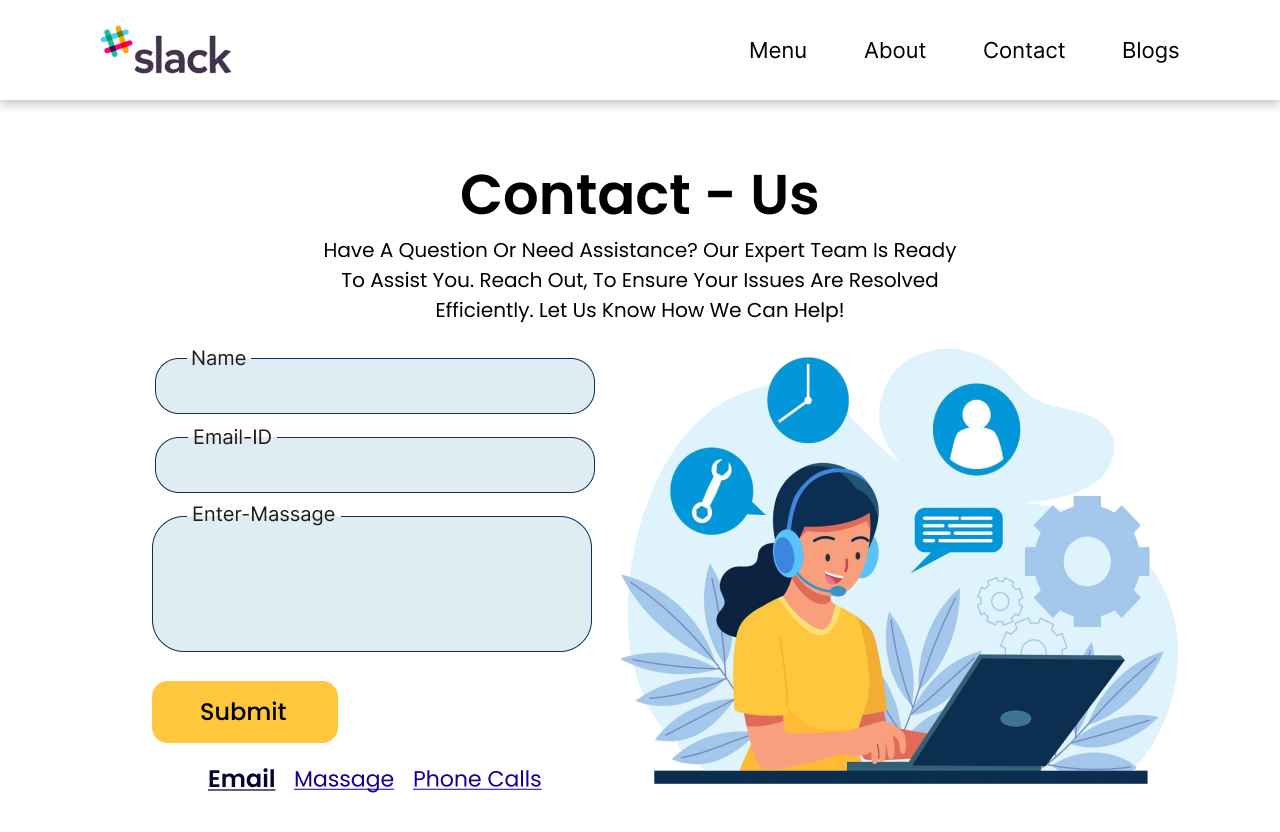 slack
Menu About Contact Blogs
Contact - Us
Have A Question Or Need Assistance? Our Expert Team Is Ready
To Assist You. Reach Out, To Ensure Your Issues Are Resolved
Efficiently. Let Us Know How We Can Help!
Name
Email-ID
Enter-Massage
Submit
Email Massage Phone Calls